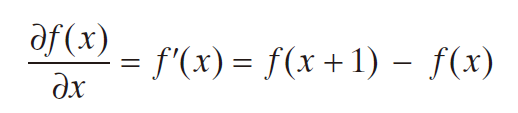 ∂f(x)/∂x = f'(x) = f(x + 1) − f(x)